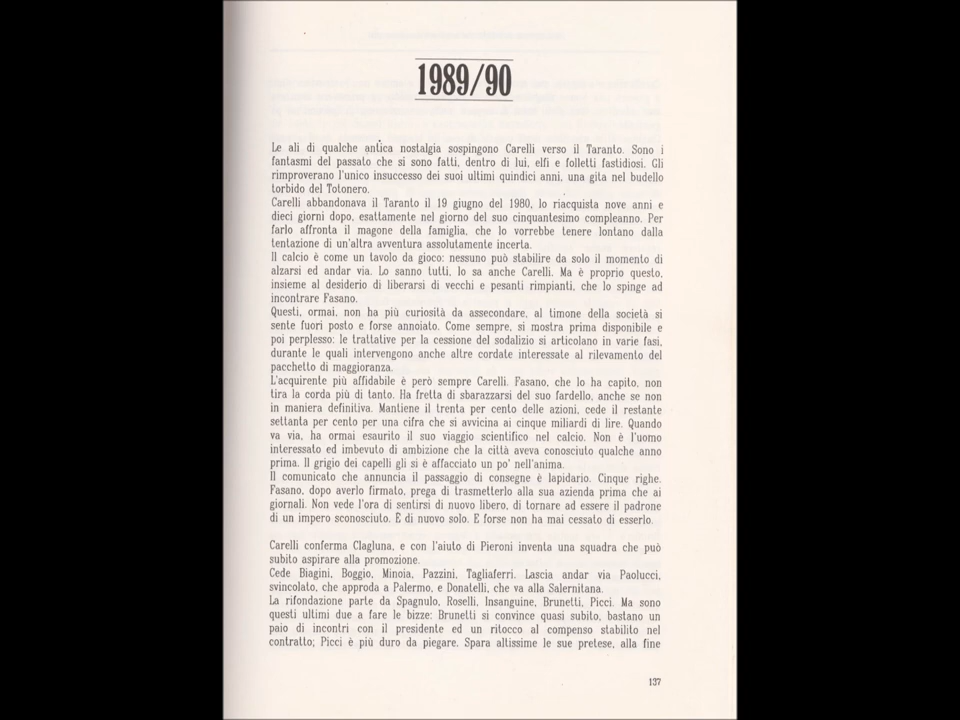 1989/90
Le ali di qualche antica nostalgia sospingono Carelli verso il Taranto. Sono i
fantasmi del passato che si sono fatti, dentro di lui, elfi e folletti fastidiosi. Gli
rimproverano l'unico insuccesso dei suoi ultimi quindici anni, una gita nel budello
torbido del Totonero.
Carelli abbandonava il Taranto il 19 giugno del 1980, lo riacquista nove anni e
dieci giorni dopo, esattamente nel giorno del suo cinquantesimo compleanno. Per
farlo affronta il magone della famiglia, che lo vorrebbe tenere lontano dalla
tentazione di un'altra avventura assolutamente incerta.
Il calcio è come un tavolo da gioco: nessuno può stabilire da solo il momento di
alzarsi ed andar via. Lo sanno tutti, lo sa anche Carelli. Ma è proprio questo,
insieme al desiderio di liberarsi di vecchi e pesanti rimpianti, che lo spinge ad
incontrare Fasano.
Questi, ormai, non ha più curiosità da assecondare, al timone della società si
sente fuori posto e forse annoiato. Come sempre, si mostra prima disponibile e
poi perplesso: le trattative per la cessione del sodalizio si articolano in varie fasi,
durante le quali intervengono anche altre cordate interessate al rilevamento del
pacchetto di maggioranza.
L'acquirente più affidabile è però sempre Carelli. Fasano, che lo ha capito, non
tira la corda più di tanto. Ha fretta di sbarazzarsi del suo fardello, anche se non
in maniera definitiva. Mantiene il trenta per cento delle azioni, cede il restante
settanta per cento per una cifra che si avvicina ai cinque miliardi di lire. Quando
va via, ha ormai esaurito il suo viaggio scientifico nel calcio. Non è l'uomo
interessato ed imbevuto di ambizione che la città aveva conosciuto qualche anno
prima. Il grigio dei capelli gli si è affacciato un po' nell'anima.
Il comunicato che annuncia il passaggio di consegne è lapidario. Cinque righe.
Fasano, dopo averlo firmato, prega di trasmetterlo alla sua azienda prima che ai
giornali. Non vede l'ora di sentirsi di nuovo libero, di tornare ad essere il padrone
di un impero sconosciuto. È di nuovo solo. E forse non ha mai cessato di esserlo.
Carelli conferma Clagluna, e con l'aiuto di Pieroni inventa una squadra che può
subito aspirare alla promozione.
Cede Biagini, Boggio, Minoia, Pazzini, Tagliaferri. Lascia andar via Paolucci,
svincolato, che approda a Palermo, e Donatelli, che va alla Salernitana.
La rifondazione parte da Spagnulo, Roselli, Insanguine, Brunetti, Picci. Ma sono
questi ultimi due a fare le bizze: Brunetti si convince quasi subito, bastano un
paio di incontri con il presidente ed un ritocco al compenso stabilito nel
contratto; Picci è più duro da piegare. Spara altissime le sue pretese, alla fine
137